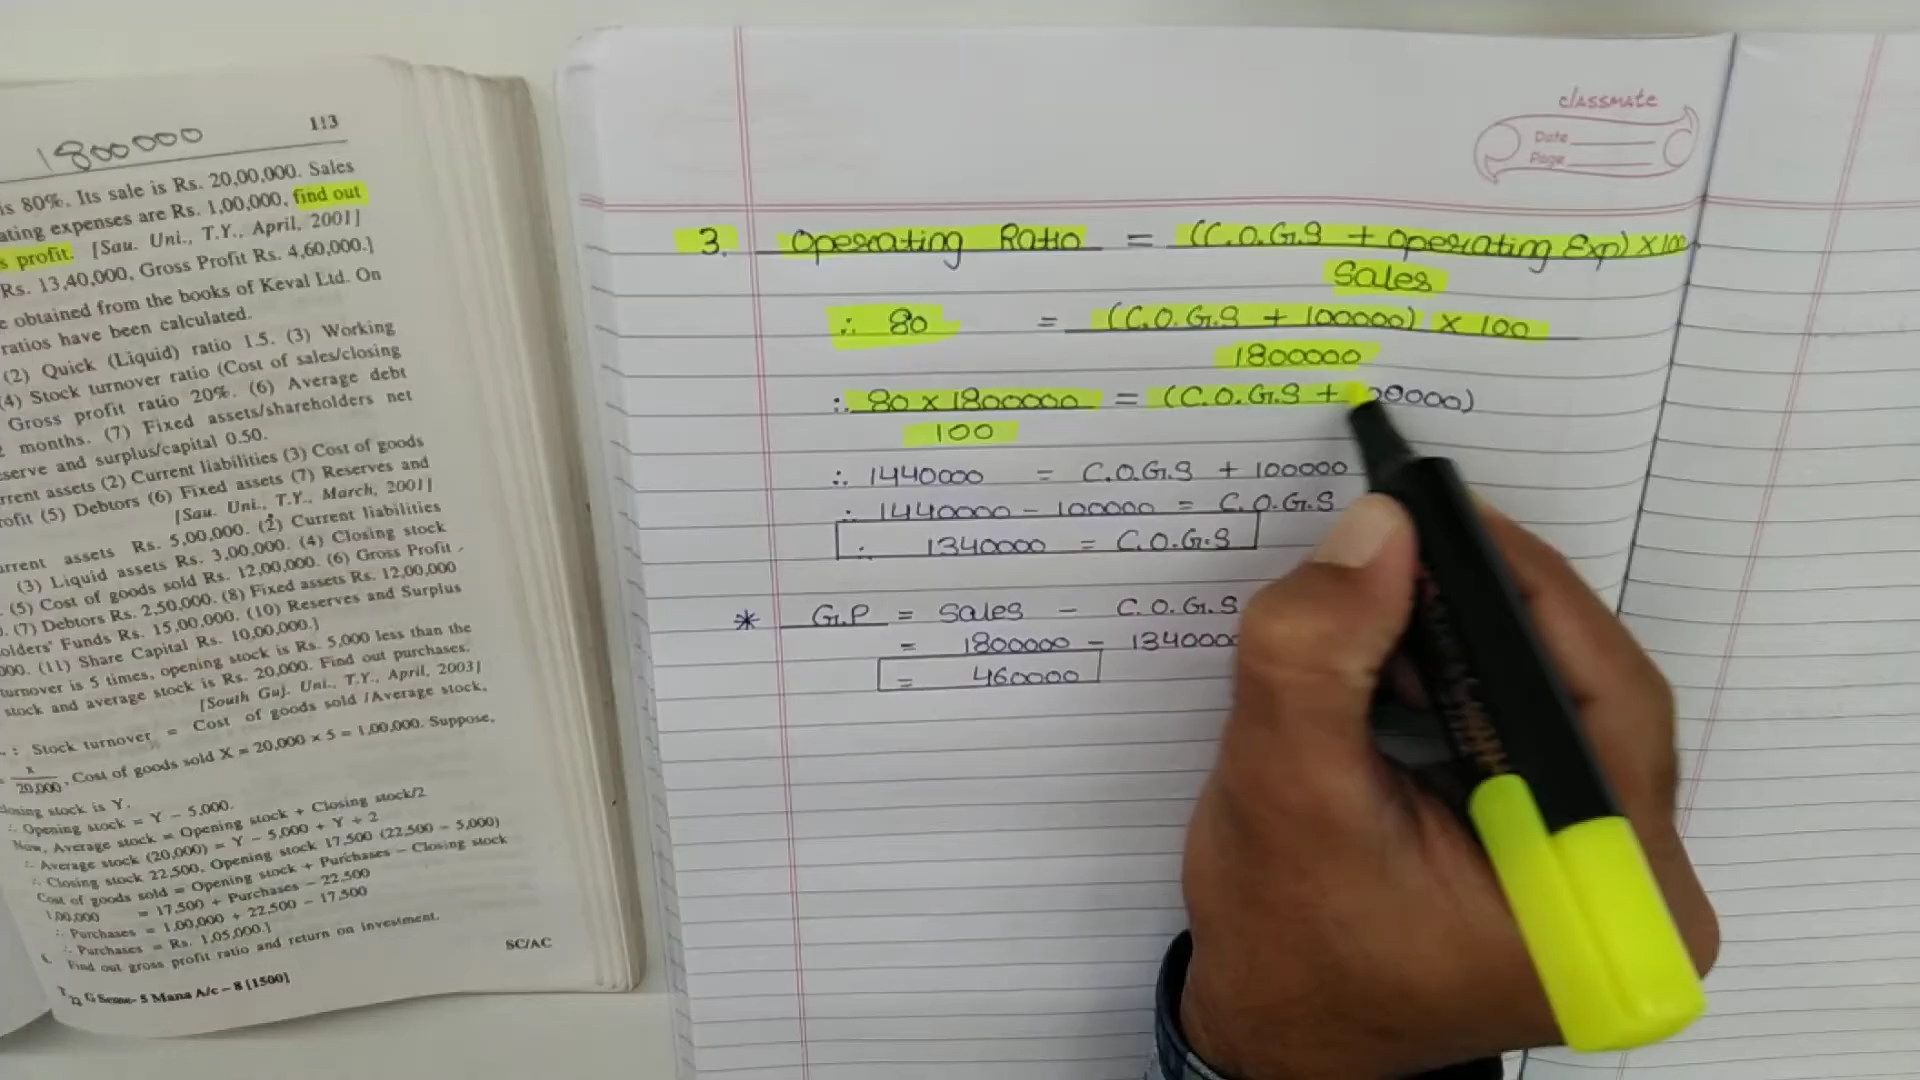 1800000
113
is 80%. Its sale is Rs. 20,00,000. Sales
ating expenses are Rs. 1,00,000, find out
s profit. [Sau. Uni., T.Y., April, 2001]
Rs. 13,40,000, Gross Profit Rs. 4,60,000.]
e obtained from the books of Keval Ltd. On
ratios have been calculated.
(2) Quick (Liquid) ratio 1.5. (3) Working
(4) Stock turnover ratio (Cost of sales/closing
Gross profit ratio 20%. (6) Average debt
2 months. (7) Fixed assets/shareholders net
serve and surplus/capital 0.50.
rrent assets (2) Current liabilities (3) Cost of goods
rofit (5) Debtors (6) Fixed assets (7) Reserves and
[Sau. Uni., T.Y., March, 2001]
urrent assets Rs. 5,00,000. (2) Current liabilities
(3) Liquid assets Rs. 3,00,000. (4) Closing stock
(5) Cost of goods sold Rs. 12,00,000. (6) Gross Profit
. (7) Debtors Rs. 2,50,000. (8) Fixed assets Rs. 12,00,000
olders' Funds Rs. 15,00,000. (10) Reserves and Surplus
000. (11) Share Capital Rs. 10,00,000.]
turnover is 5 times, opening stock is Rs. 5,000 less than the
stock and average stock is Rs. 20,000. Find out purchases.
[South Guj. Uni., T.Y., April, 2003]
: Stock turnover = Cost of goods sold /Average stock,
= x/20,000, Cost of goods sold X = 20,000 x 5 = 1,00,000. Suppose,
losing stock is Y.
∴ Opening stock = Y – 5,000.
Now, Average stock = Opening stock + Closing stock/2
∴ Average stock (20,000) = Y – 5,000 + Y ÷ 2
∴ Closing stock 22,500, Opening stock 17,500 (22,500 – 5,000)
Cost of goods sold = Opening stock + Purchases – Closing stock
1,00,000 = 17,500 + Purchases – 22,500
∴ Purchases = 1,00,000 + 22,500 – 17,500
∴ Purchases = Rs. 1,05,000.]
Find out gross profit ratio and return on investment.
SC/AC
G Seme- 5 Mana A/c – 8 [1500]
classmate
Date
Page
3. Operating Ratio = (C.O.G.S + Operating Exp) × 100
Sales
∴ 80 = (C.O.G.S + 100000) × 100
1800000
∴ 80 × 1800000 = (C.O.G.S + 00000)
100
∴ 1440000 = C.O.G.S + 100000
∴ 1440000 - 100000 = C.O.G.S
∴ 1340000 = C.O.G.S
* G.P = Sales - C.O.G.S
= 1800000 - 1340000
= 460000